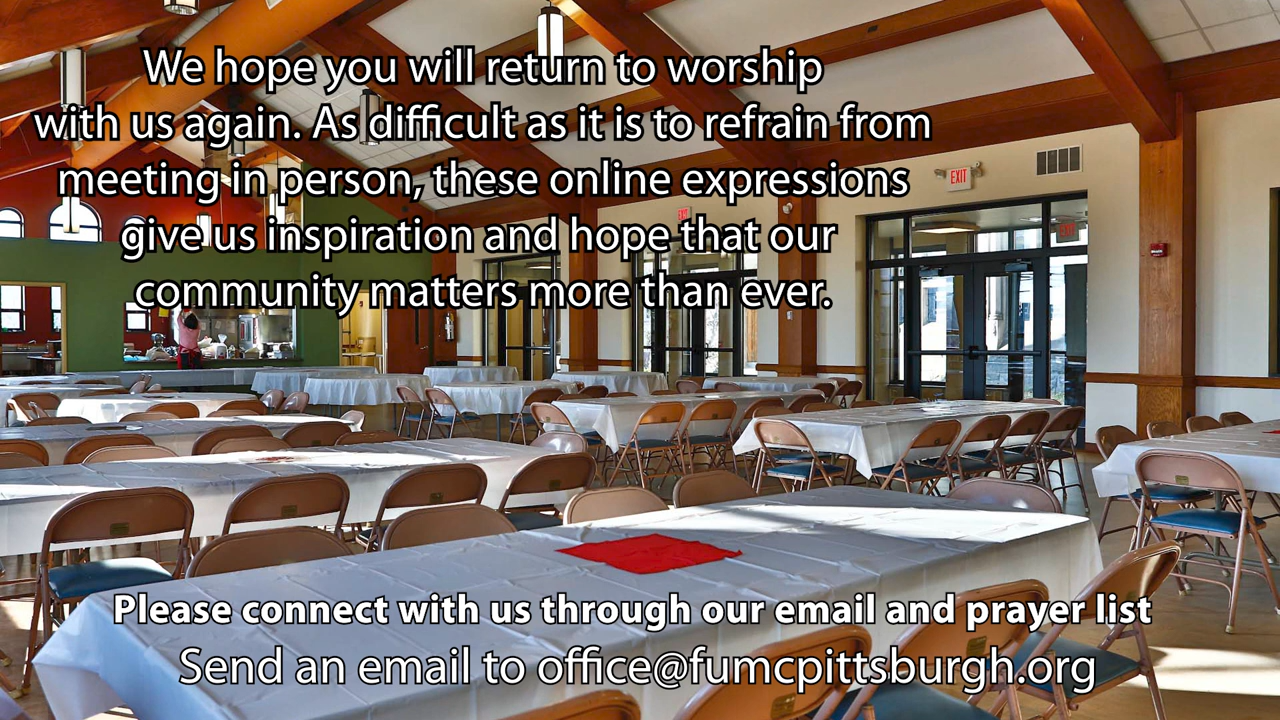 We hope you will return to worship
with us again. As difficult as it is to refrain from
meeting in person, these online expressions
give us inspiration and hope that our
community matters more than ever.
EXIT
EXIT
Please connect with us through our email and prayer list
Send an email to office@fumcpittsburgh.org